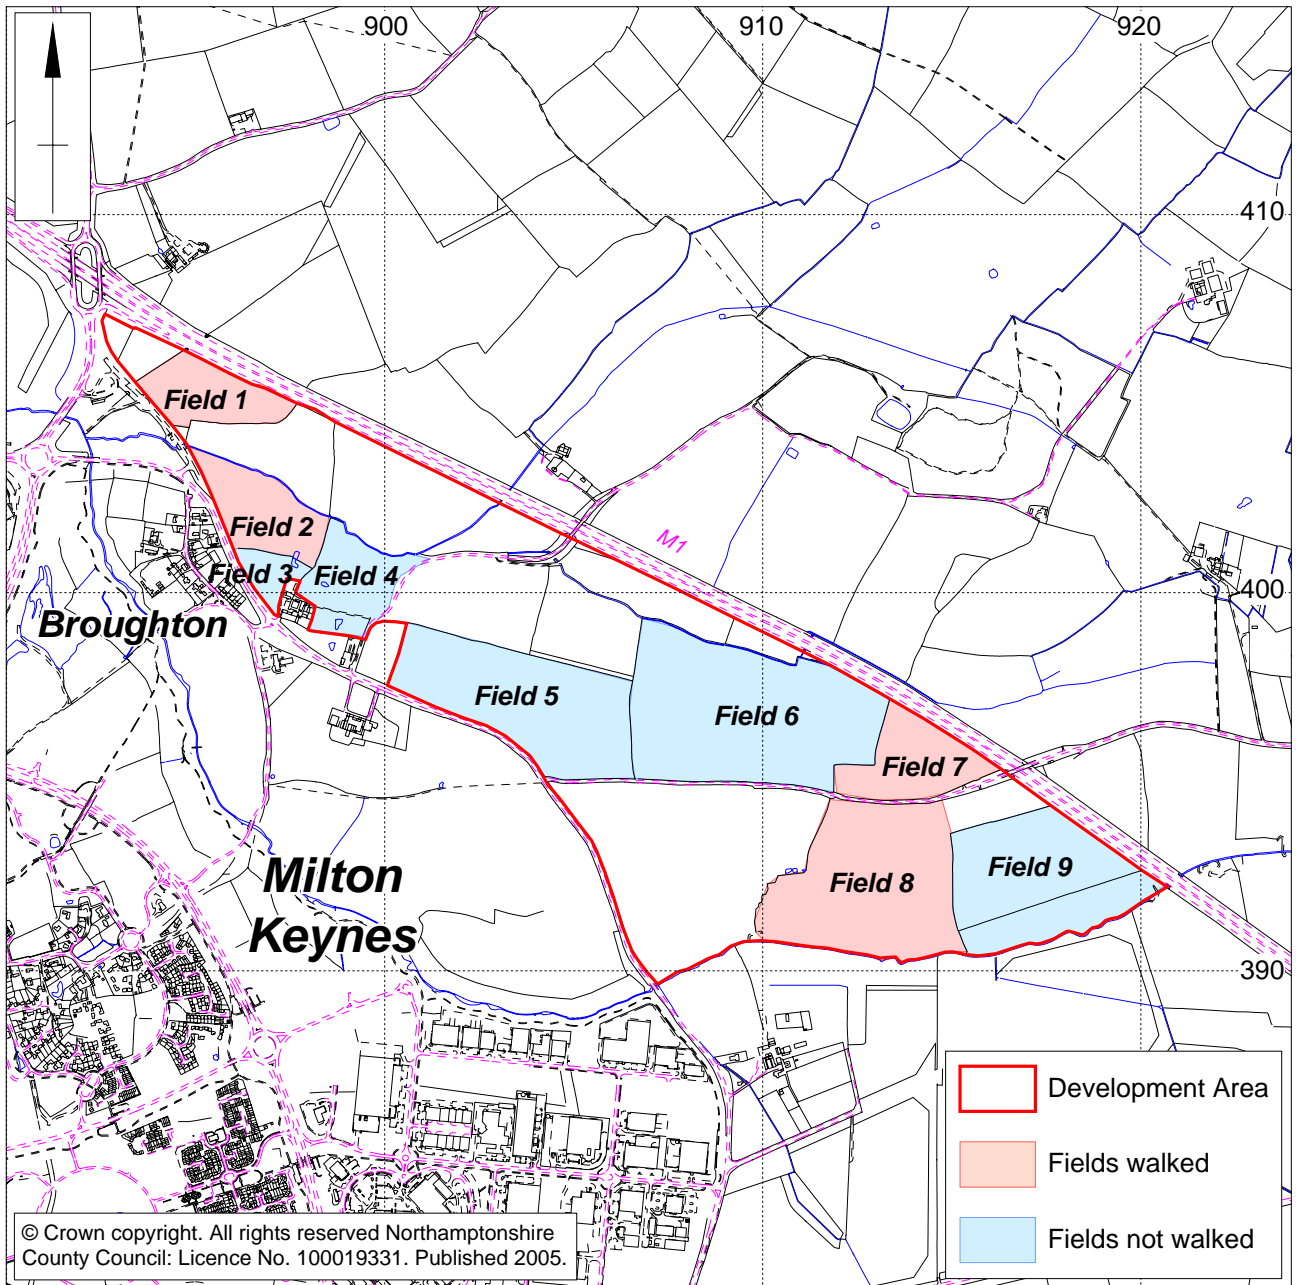 900
910
920
410
Field 1
Field 2
M1
Field 3
Field 4
400
Broughton
Field 5
Field 6
Field 7
Milton
Keynes
Field 8
Field 9
390
Development Area
Fields walked
Fields not walked
© Crown copyright. All rights reserved Northamptonshire
County Council: Licence No. 100019331. Published 2005.